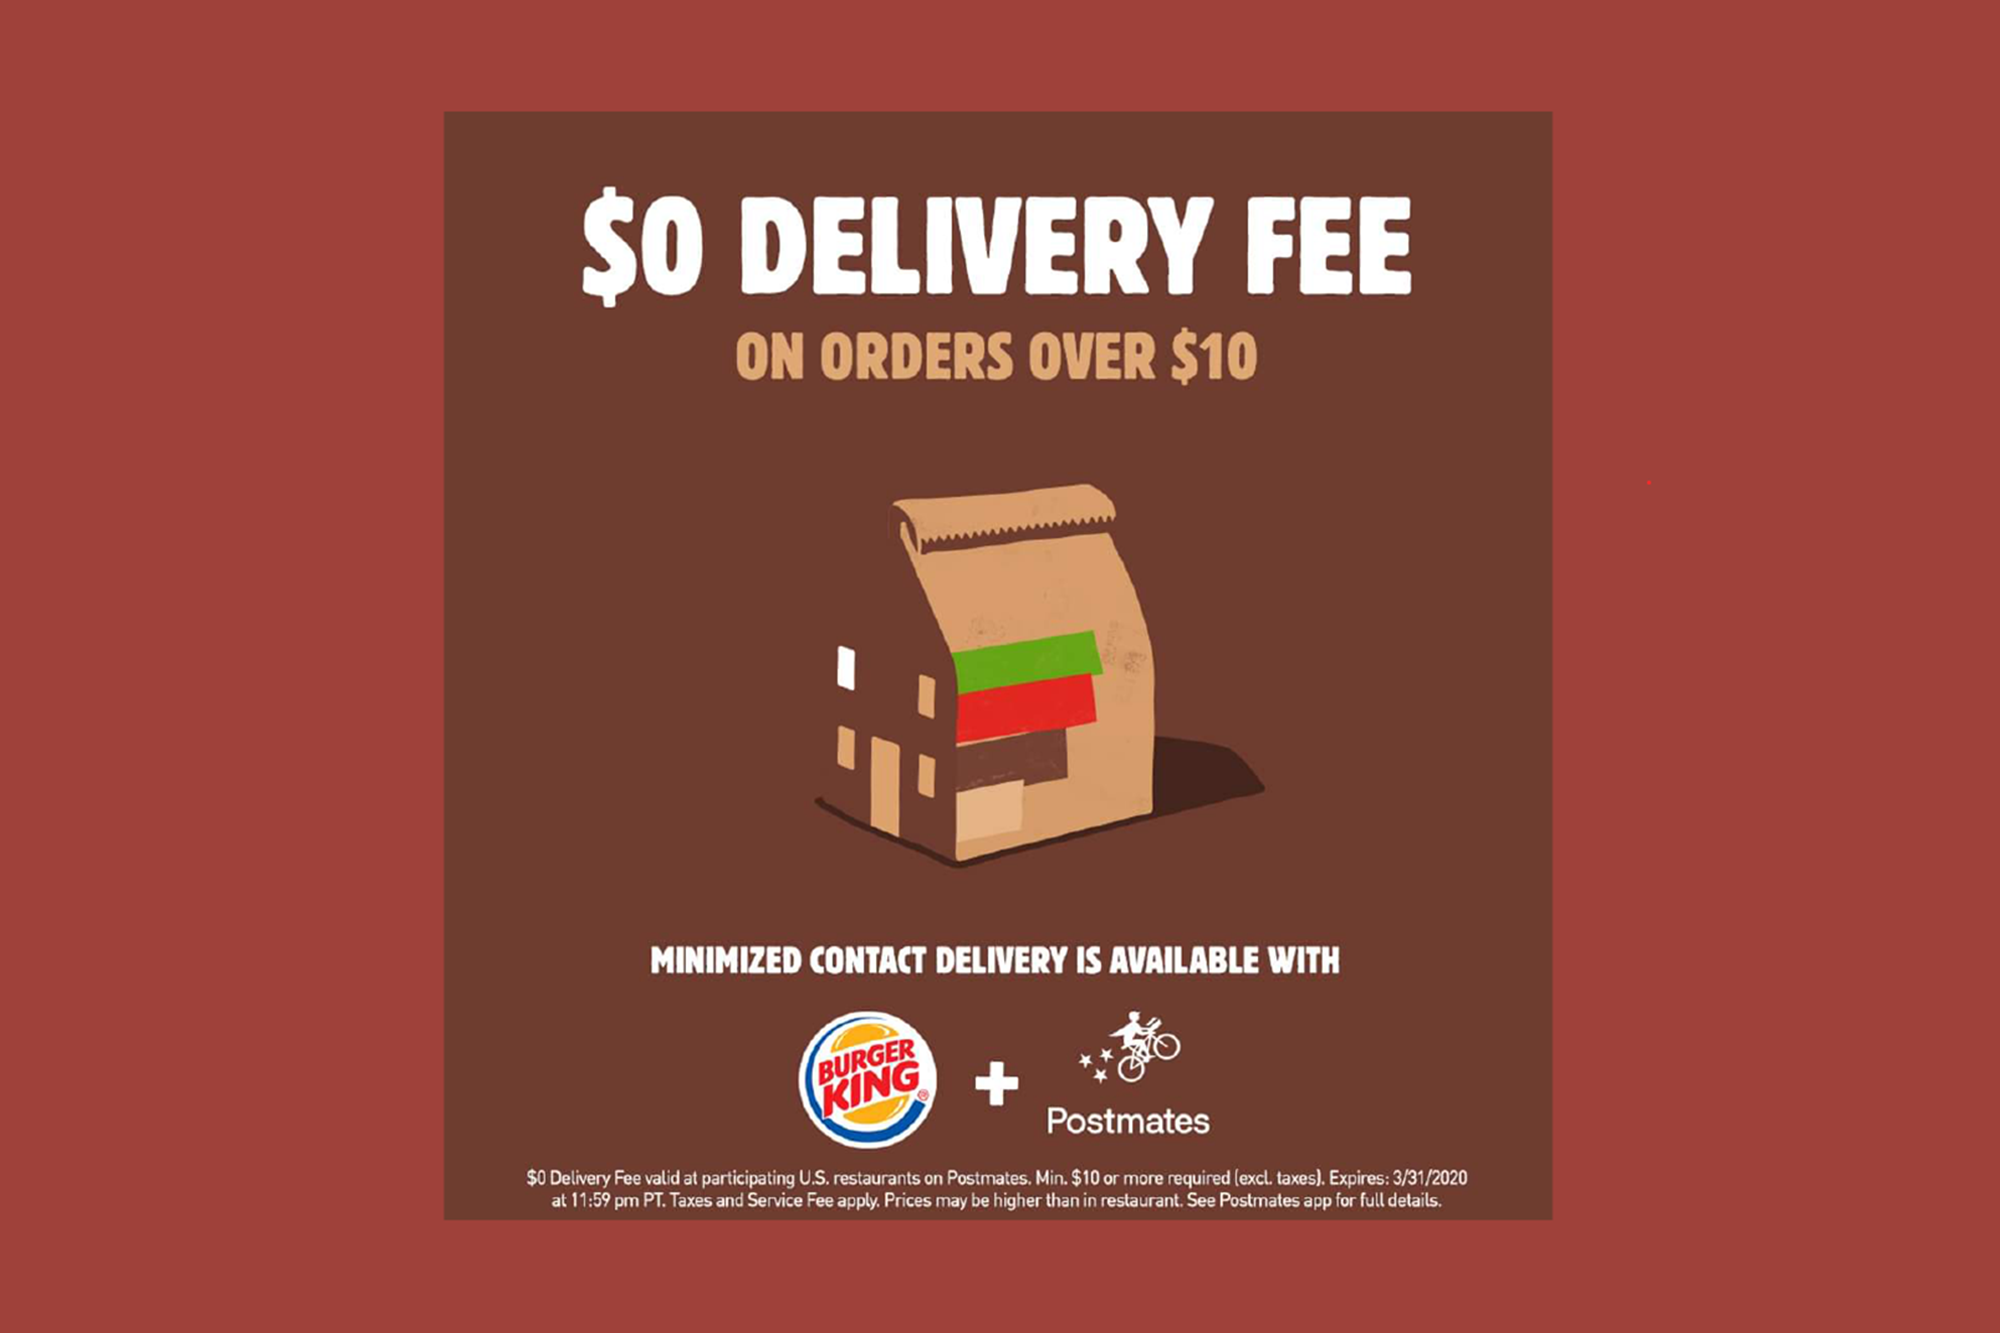 $0 DELIVERY FEE
ON ORDERS OVER $10
MINIMIZED CONTACT DELIVERY IS AVAILABLE WITH
BURGER
KING
®
+
Postmates
$0 Delivery Fee valid at participating U.S. restaurants on Postmates. Min. $10 or more required (excl. taxes). Expires: 3/31/2020
at 11:59 pm PT. Taxes and Service Fee apply. Prices may be higher than in restaurant. See Postmates app for full details.